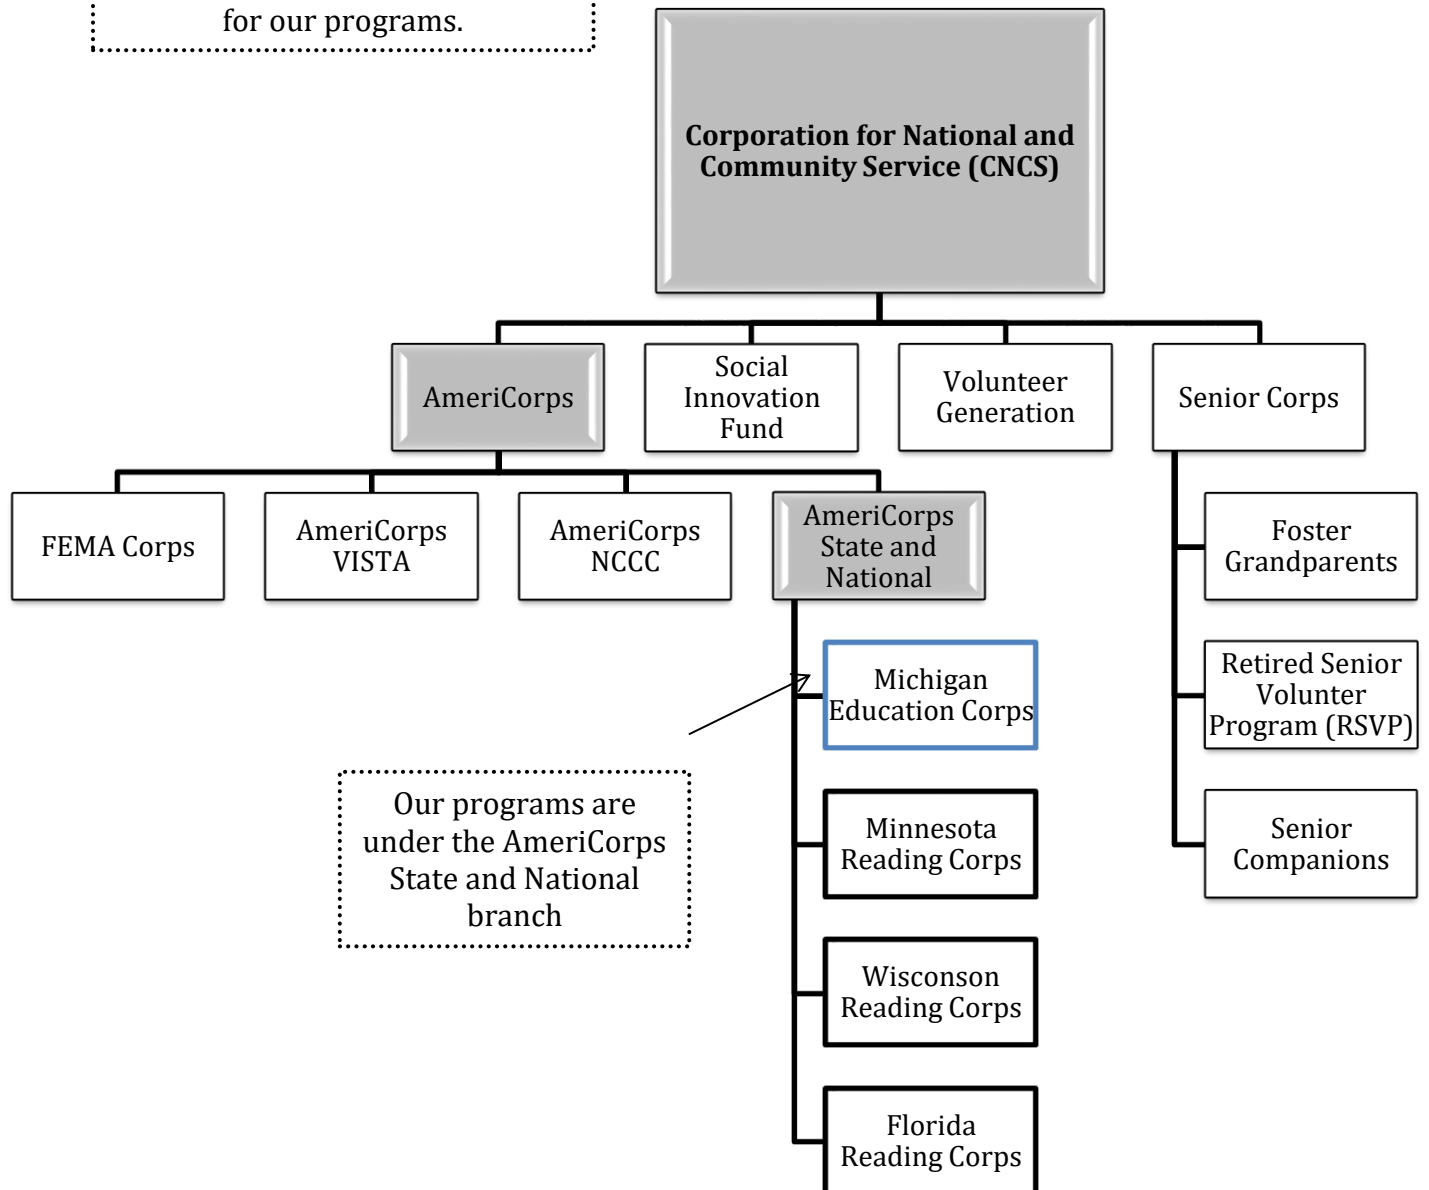 for our programs.
Corporation for National and
Community Service (CNCS)
AmeriCorps
Social
Innovation
Fund
Volunteer
Generation
Senior Corps
FEMA Corps
AmeriCorps
VISTA
AmeriCorps
NCCC
AmeriCorps
State and
National
Foster
Grandparents
Michigan
Education Corps
Retired Senior
Volunter
Program (RSVP)
Our programs are
under the AmeriCorps
State and National
branch
Minnesota
Reading Corps
Senior
Companions
Wisconson
Reading Corps
Florida
Reading Corps